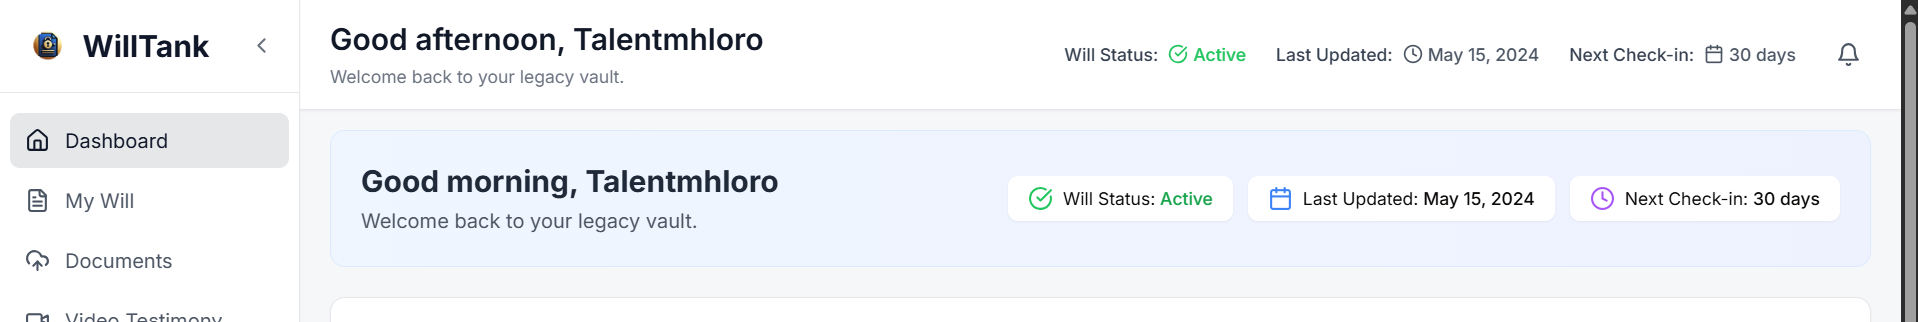 WillTank
Dashboard
My Will
Documents
Video Testimony
Good afternoon, Talentmhloro
Welcome back to your legacy vault.
Will Status: Active Last Updated: May 15, 2024 Next Check-in: 30 days
Good morning, Talentmhloro
Welcome back to your legacy vault.
Will Status: Active Last Updated: May 15, 2024 Next Check-in: 30 days